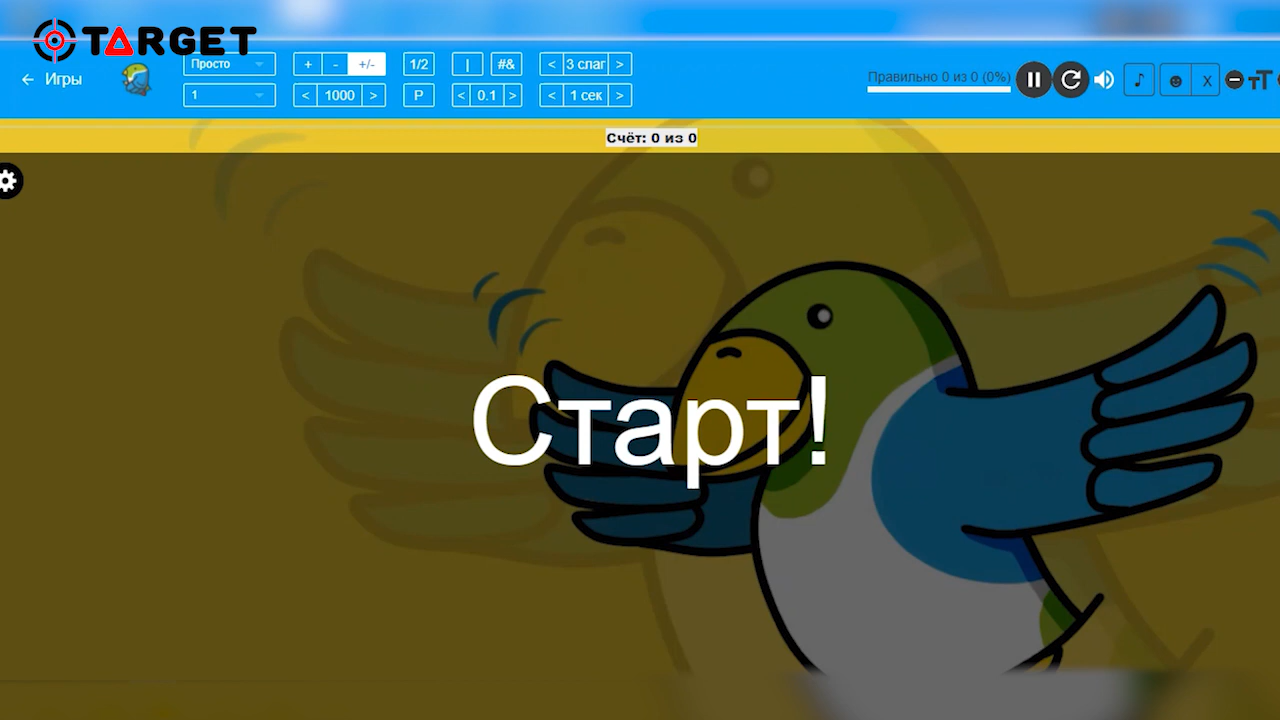 TARGET
← Игры
Просто
+ - +/-
1/2
| #&
< 3 слаг >
1
< 1000 >
P
< 0.1 >
< 1 сек >
Правильно 0 из 0 (0%)
x
тТ
Счёт: 0 из 0
Старт!